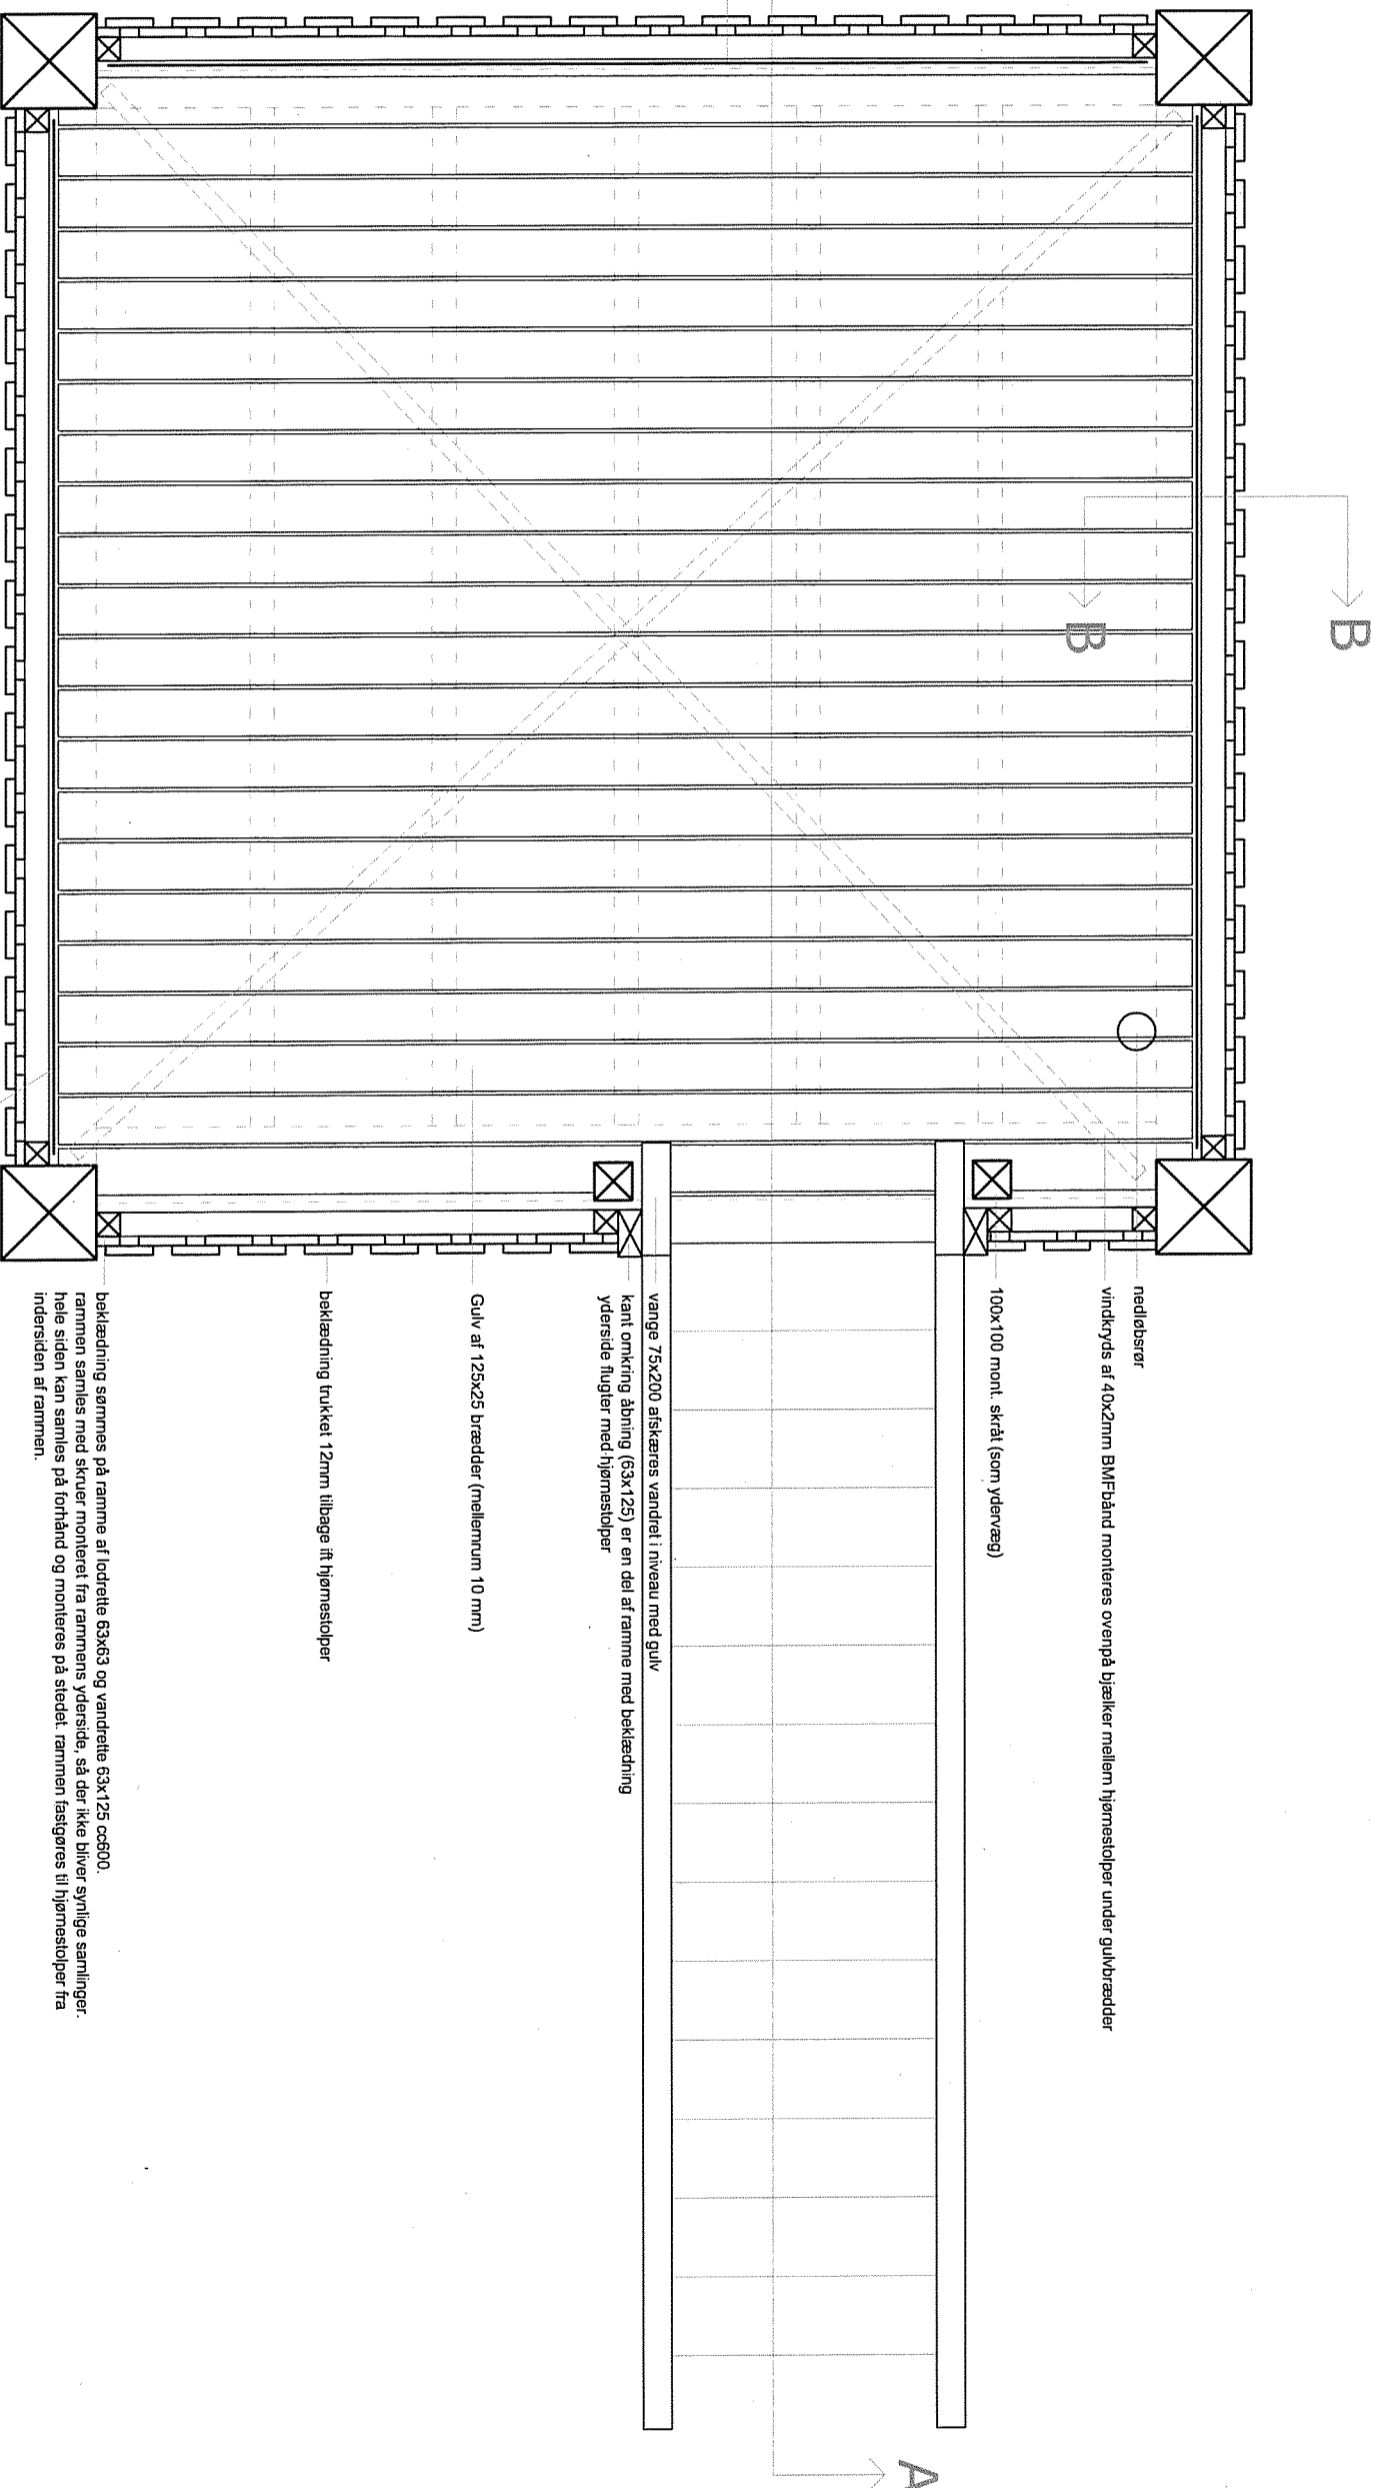 B
B
nedløbsrør
vindkryds af 40x2mm BMFbånd monteres ovenpå bjælker mellem hjørnestolper under gulvbrædder
100x100 mont. skråt (som ydervæg)
vange 75x200 afskæres vandret i niveau med gulv
kant omkring åbning (63x125) er en del af ramme med beklædning
yderside flugter med hjørnestolper
Gulv af 125x25 brædder (mellemrum 10 mm)
beklædning trukket 12mm tilbage ift hjørnestolper
beklædning sømmes på ramme af lodrette 63x63 og vandrette 63x125 cc600.
rammen samles med skruer monteret fra rammens yderside, så der ikke bliver synlige samlinger.
hele siden kan samles på forhånd og monteres på stedet. rammen fastgøres til hjørnestolper fra
indersiden af rammen.
A